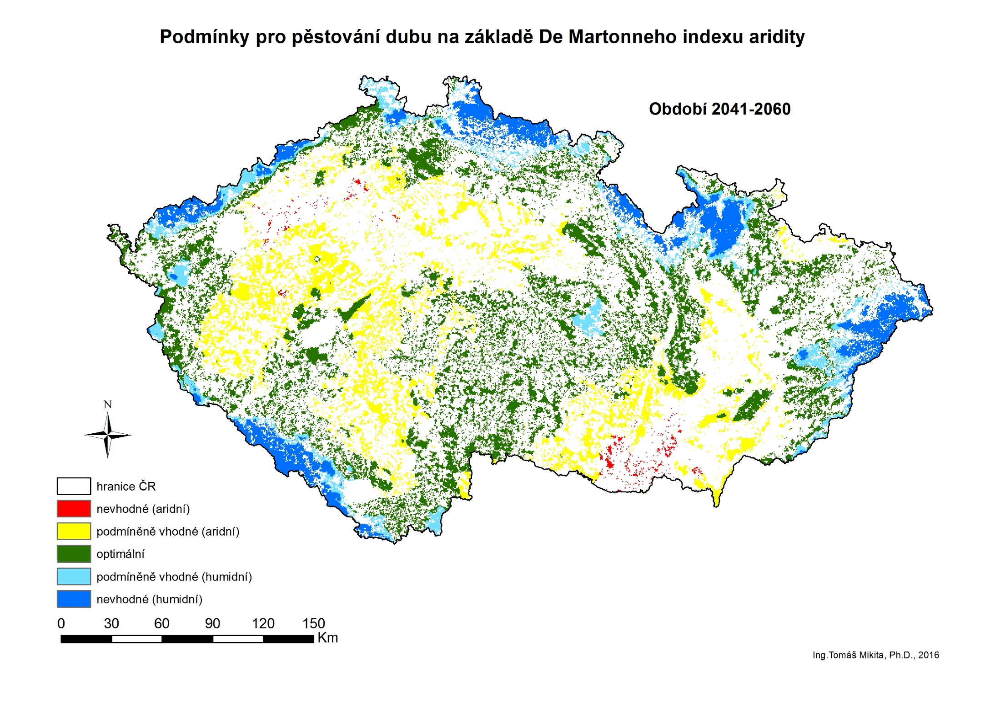 Podmínky pro pěstování dubu na základě De Martonneho indexu aridity
Období 2041-2060
N
hranice ČR
nevhodné (aridní)
podmíněně vhodné (aridní)
optimální
podmíněně vhodné (humidní)
nevhodné (humidní)
0 30 60 90 120 150
Km
Ing.Tomáš Mikita, Ph.D., 2016